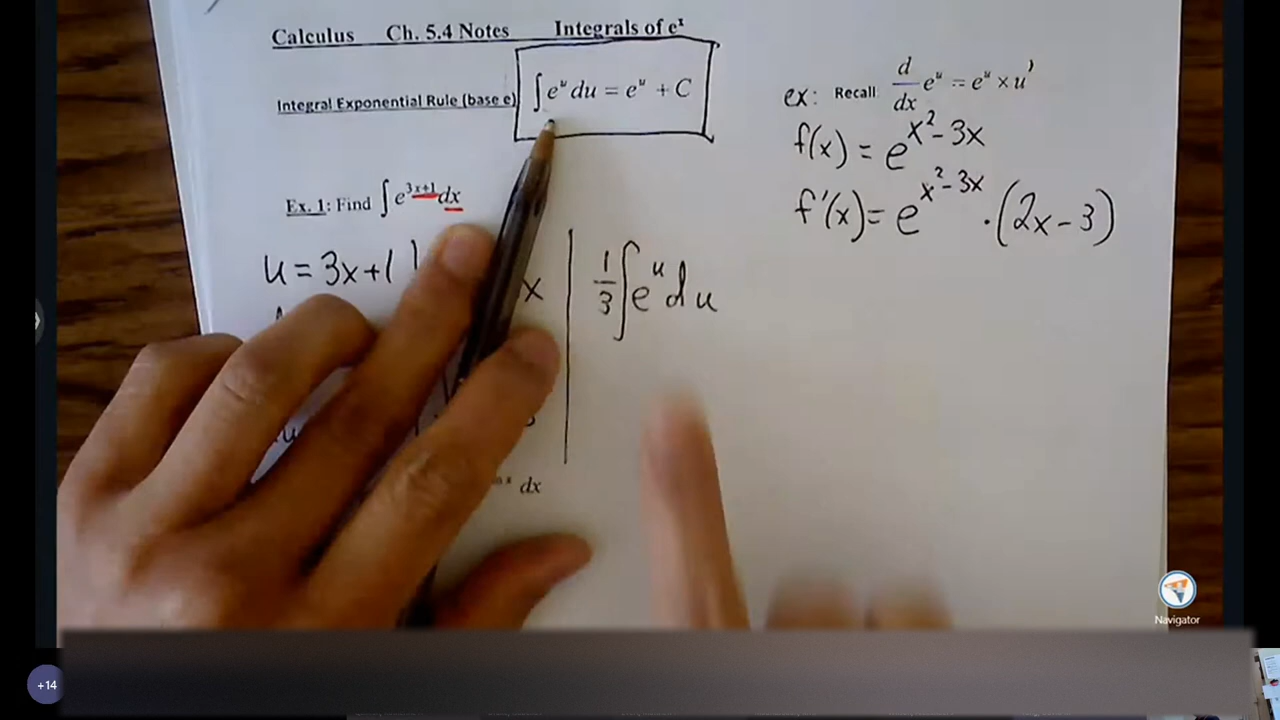 Calculus Ch. 5.4 Notes Integrals of eˣ
Integral Exponential Rule (base e) ∫ eᵘ du = eᵘ + C
ex: Recall d/dx eᵘ = eᵘ × u'
f(x) = e^(x² - 3x)
f'(x) = e^(x² - 3x) · (2x - 3)
Ex. 1: Find ∫ e^(3x+1) dx
u = 3x+1
x
1/3 ∫ eᵘ du
dx
Navigator
+14